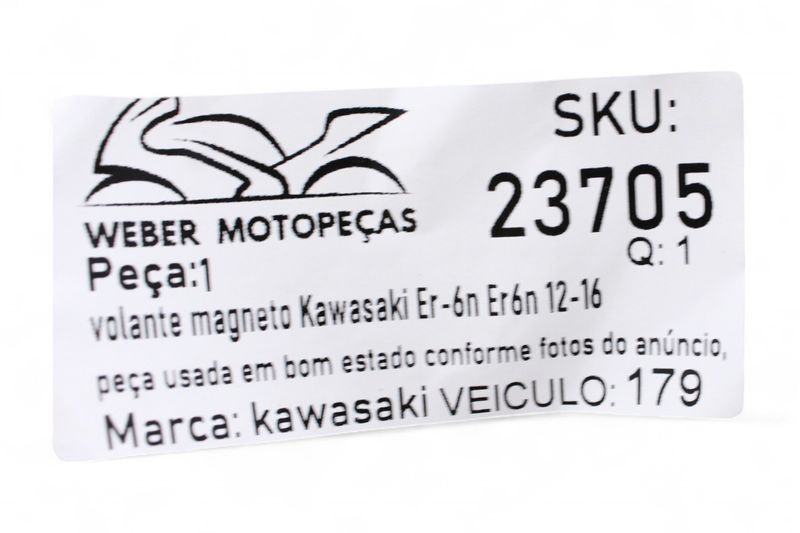 WEBER MOTOPEÇAS
SKU:
23705
Q: 1
Peça:1
volante magneto Kawasaki Er-6n Er6n 12-16
peça usada em bom estado conforme fotos do anúncio,
Marca: kawasaki VEICULO: 179